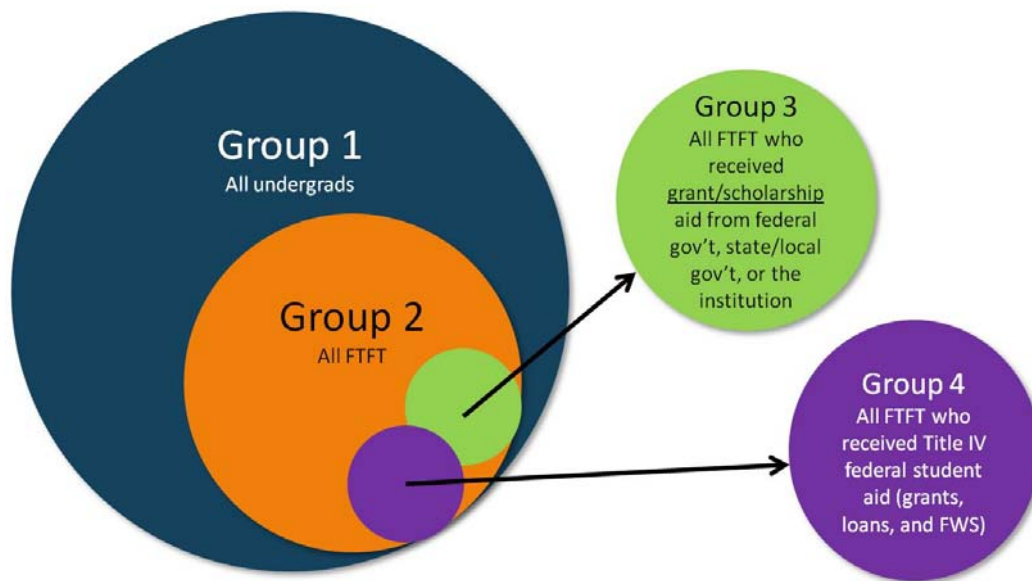 Group 1
All undergrads
Group 2
All FTFT
Group 3
All FTFT who
received
grant/scholarship
aid from federal
gov’t, state/local
gov’t, or the
institution
Group 4
All FTFT who
received Title IV
federal student
aid (grants,
loans, and FWS)